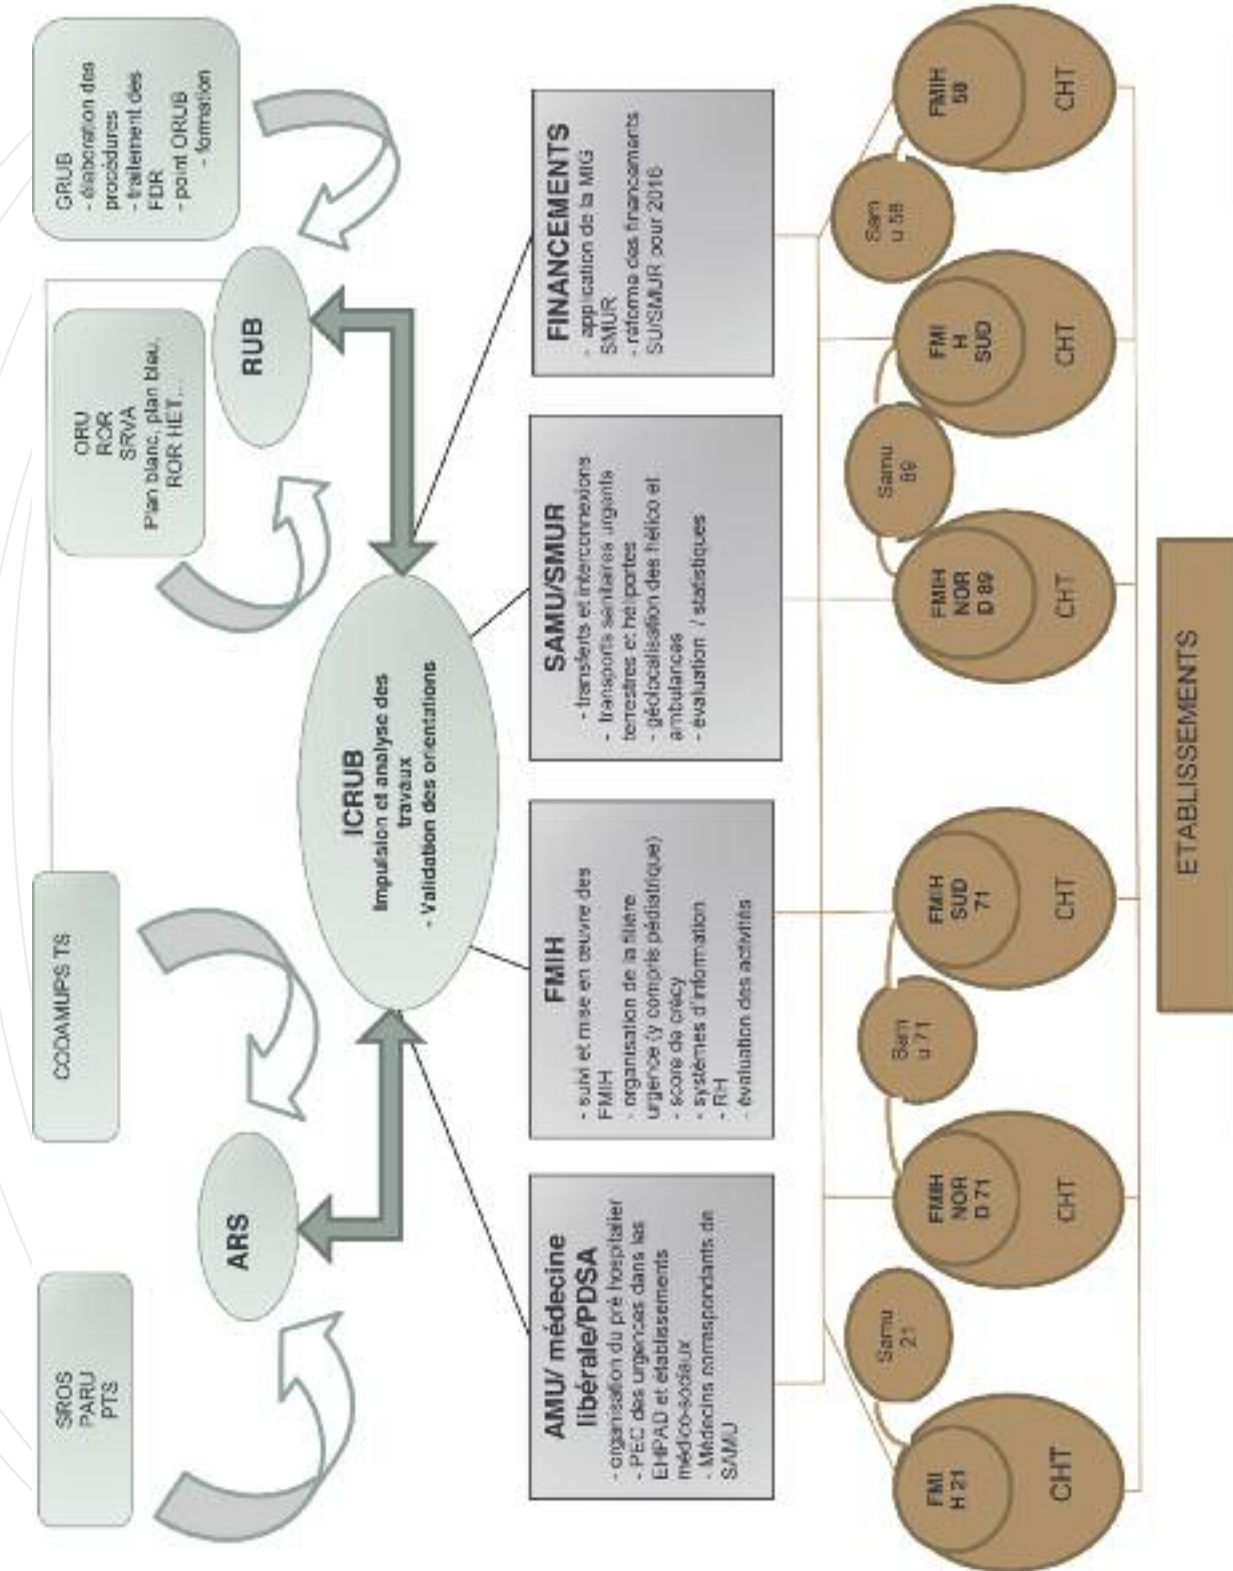 SROS
PARU
PTS
CODAMUPS TS
ORU
ROR
SRVA
Plan blanc, plan bleu,
ROR HET...
GRUB
- élaboration des
procédures
- traitement des
FDR
- point ORUB
- formation
ARS
RUB
ICRUB
Impulsion et analyse des
travaux
- Validation des orientations
AMU/ médecine
libérale/PDSA
- organisation du pré hospitalier
- PEC des urgences dans les
EHPAD et établissements
médico-sociaux
- Médecins correspondants de
SAMU
FMIH
- suivi et mise en œuvre des
FMIH
- organisation de la filière
urgence (y compris pédiatrique)
- score de crécy
- systèmes d'information
- RH
- évaluation des activités
SAMU/SMUR
- transferts et interconnexions
- transports sanitaires urgents
terrestres et héliportés
- géolocalisation des hélico et
ambulances
- évaluation / statistiques
FINANCEMENTS
- application de la MIG
SMUR
- réforme des financements
SU/SMUR pour 2016
Samu
21
Sam
u 71
Samu
89
Sam
u 58
FMI
H 21
CHT
FMIH
NOR
D 71
CHT
FMIH
SUD
71
CHT
FMIH
NOR
D 89
CHT
FMI
H
SUD
CHT
FMIH
58
CHT
ETABLISSEMENTS